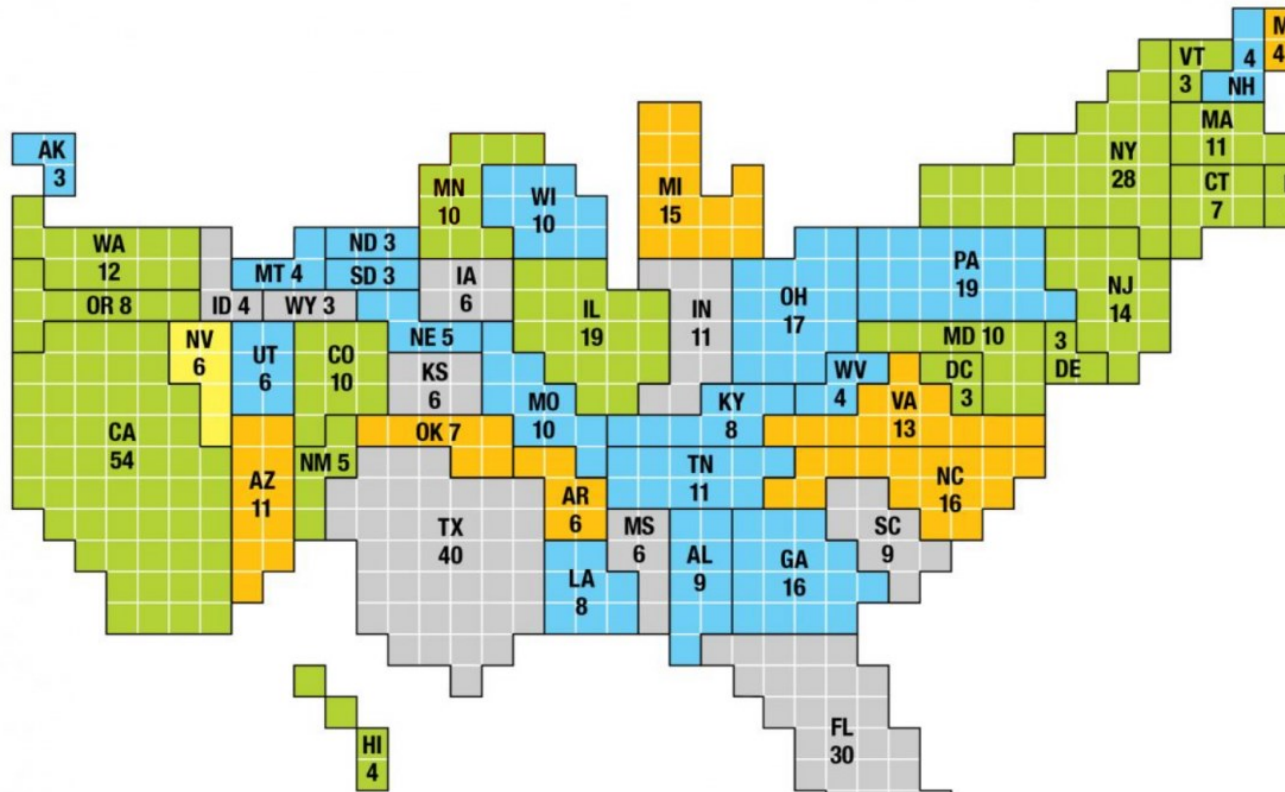 M
4
VT
3
4
NH
MA
11
NY
28
CT
7
AK
3
MN
10
WI
10
MI
15
WA
12
ND 3
MT 4
SD 3
IA
6
PA
19
OR 8
ID 4
WY 3
IL
19
IN
11
OH
17
NJ
14
NV
6
UT
6
CO
10
NE 5
KS
6
MD 10
3
DE
DC
3
WV
4
VA
13
KY
8
MO
10
CA
54
OK 7
NM 5
AZ
11
TN
11
NC
16
AR
6
TX
40
MS
6
AL
9
GA
16
SC
9
LA
8
HI
4
FL
30